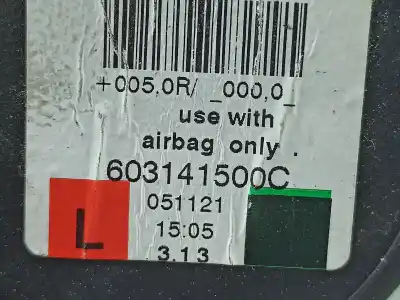 +005,0R/ _000,0_
use with
airbag only .
603141500C
051121
L
15:05
3.13